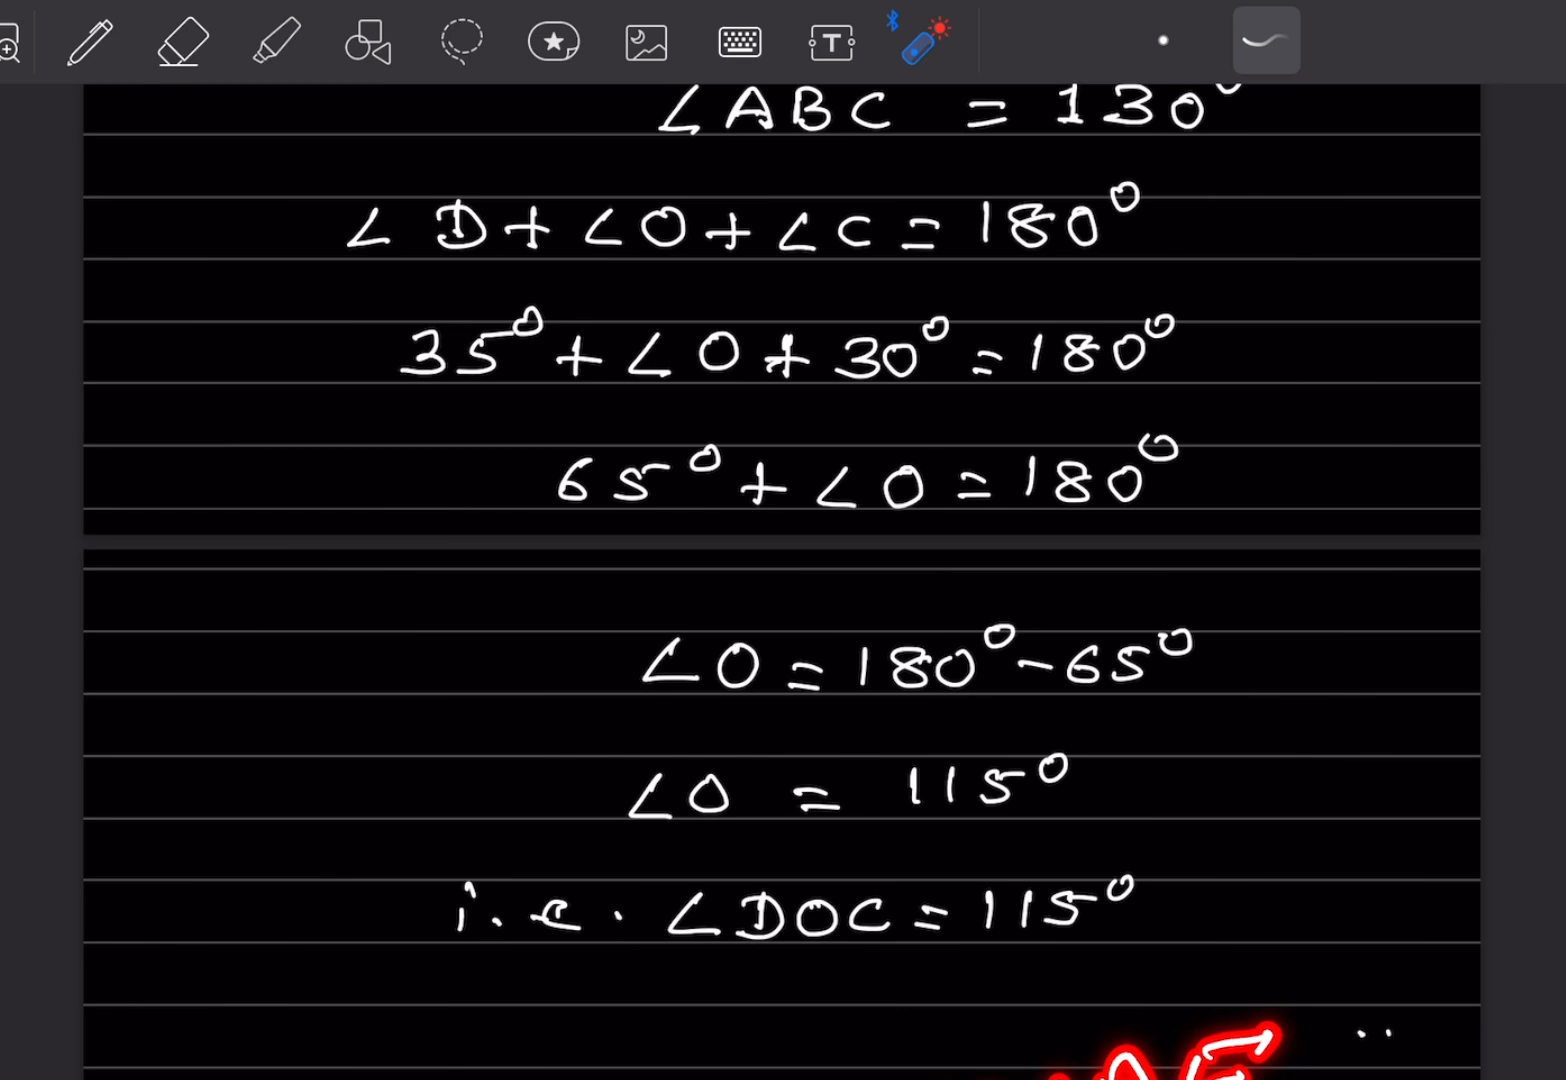 ∠ABC = 130°
∠D+∠O+∠C=180°
35°+∠O+30°=180°
65°+∠O=180°
∠O=180°-65°
∠O = 115°
i.e. ∠DOC=115°